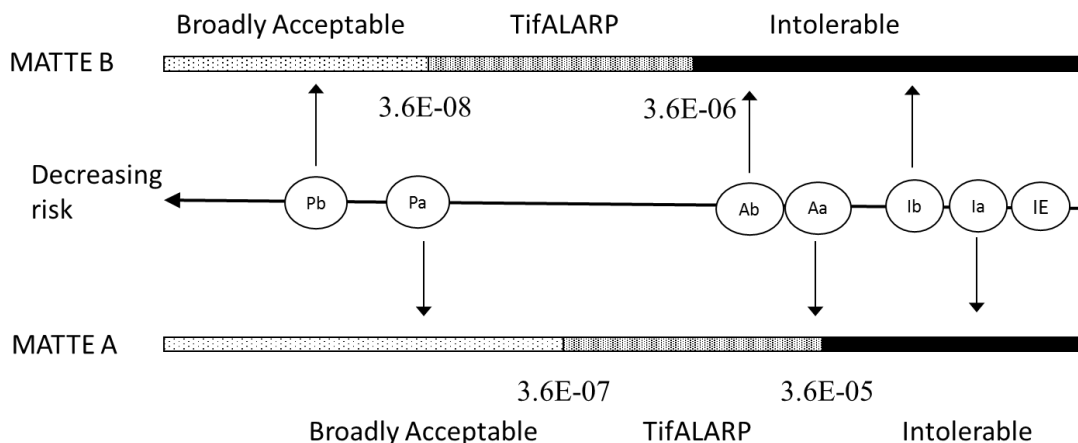 Broadly Acceptable TifALARP Intolerable
MATTE B
3.6E-08 3.6E-06
Decreasing
risk
Pb Pa Ab Aa Ib Ia IE
MATTE A
3.6E-07 3.6E-05
Broadly Acceptable TifALARP Intolerable